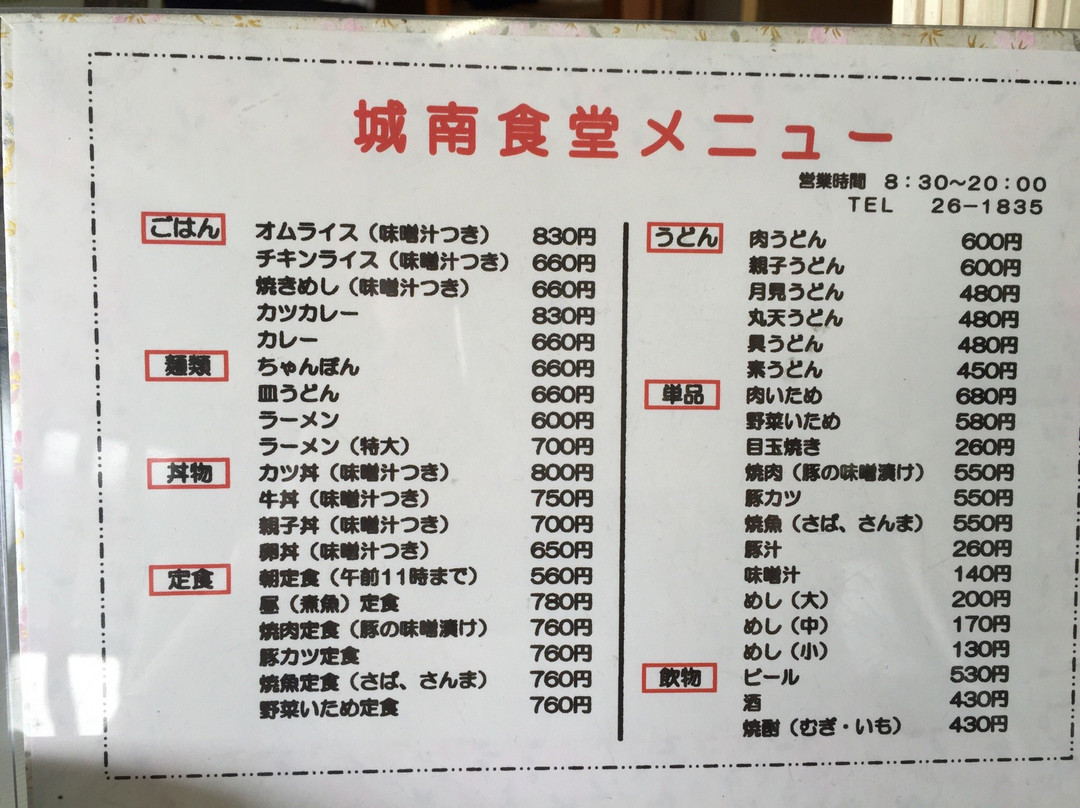 城南食堂メニュー
営業時間 8:30～20:00
TEL 26-1835
ごはん オムライス（味噌汁つき） 830円
チキンライス（味噌汁つき） 660円
焼きめし（味噌汁つき） 660円
カツカレー 830円
カレー 660円
麺類 ちゃんぽん 660円
皿うどん 660円
ラーメン 600円
ラーメン（特大） 700円
丼物 カツ丼（味噌汁つき） 800円
牛丼（味噌汁つき） 750円
親子丼（味噌汁つき） 700円
卵丼（味噌汁つき） 650円
定食 朝定食（午前11時まで） 560円
昼（煮魚）定食 780円
焼肉定食（豚の味噌漬け） 760円
豚カツ定食 760円
焼魚定食（さば、さんま） 760円
野菜いため定食 760円
うどん 肉うどん 600円
親子うどん 600円
月見うどん 480円
丸天うどん 480円
具うどん 480円
素うどん 450円
単品 肉いため 680円
野菜いため 580円
目玉焼き 260円
焼肉（豚の味噌漬け） 550円
豚カツ 550円
焼魚（さば、さんま） 550円
豚汁 260円
味噌汁 140円
めし（大） 200円
めし（中） 170円
めし（小） 130円
飲物 ビール 530円
酒 430円
焼酎（むぎ・いも） 430円